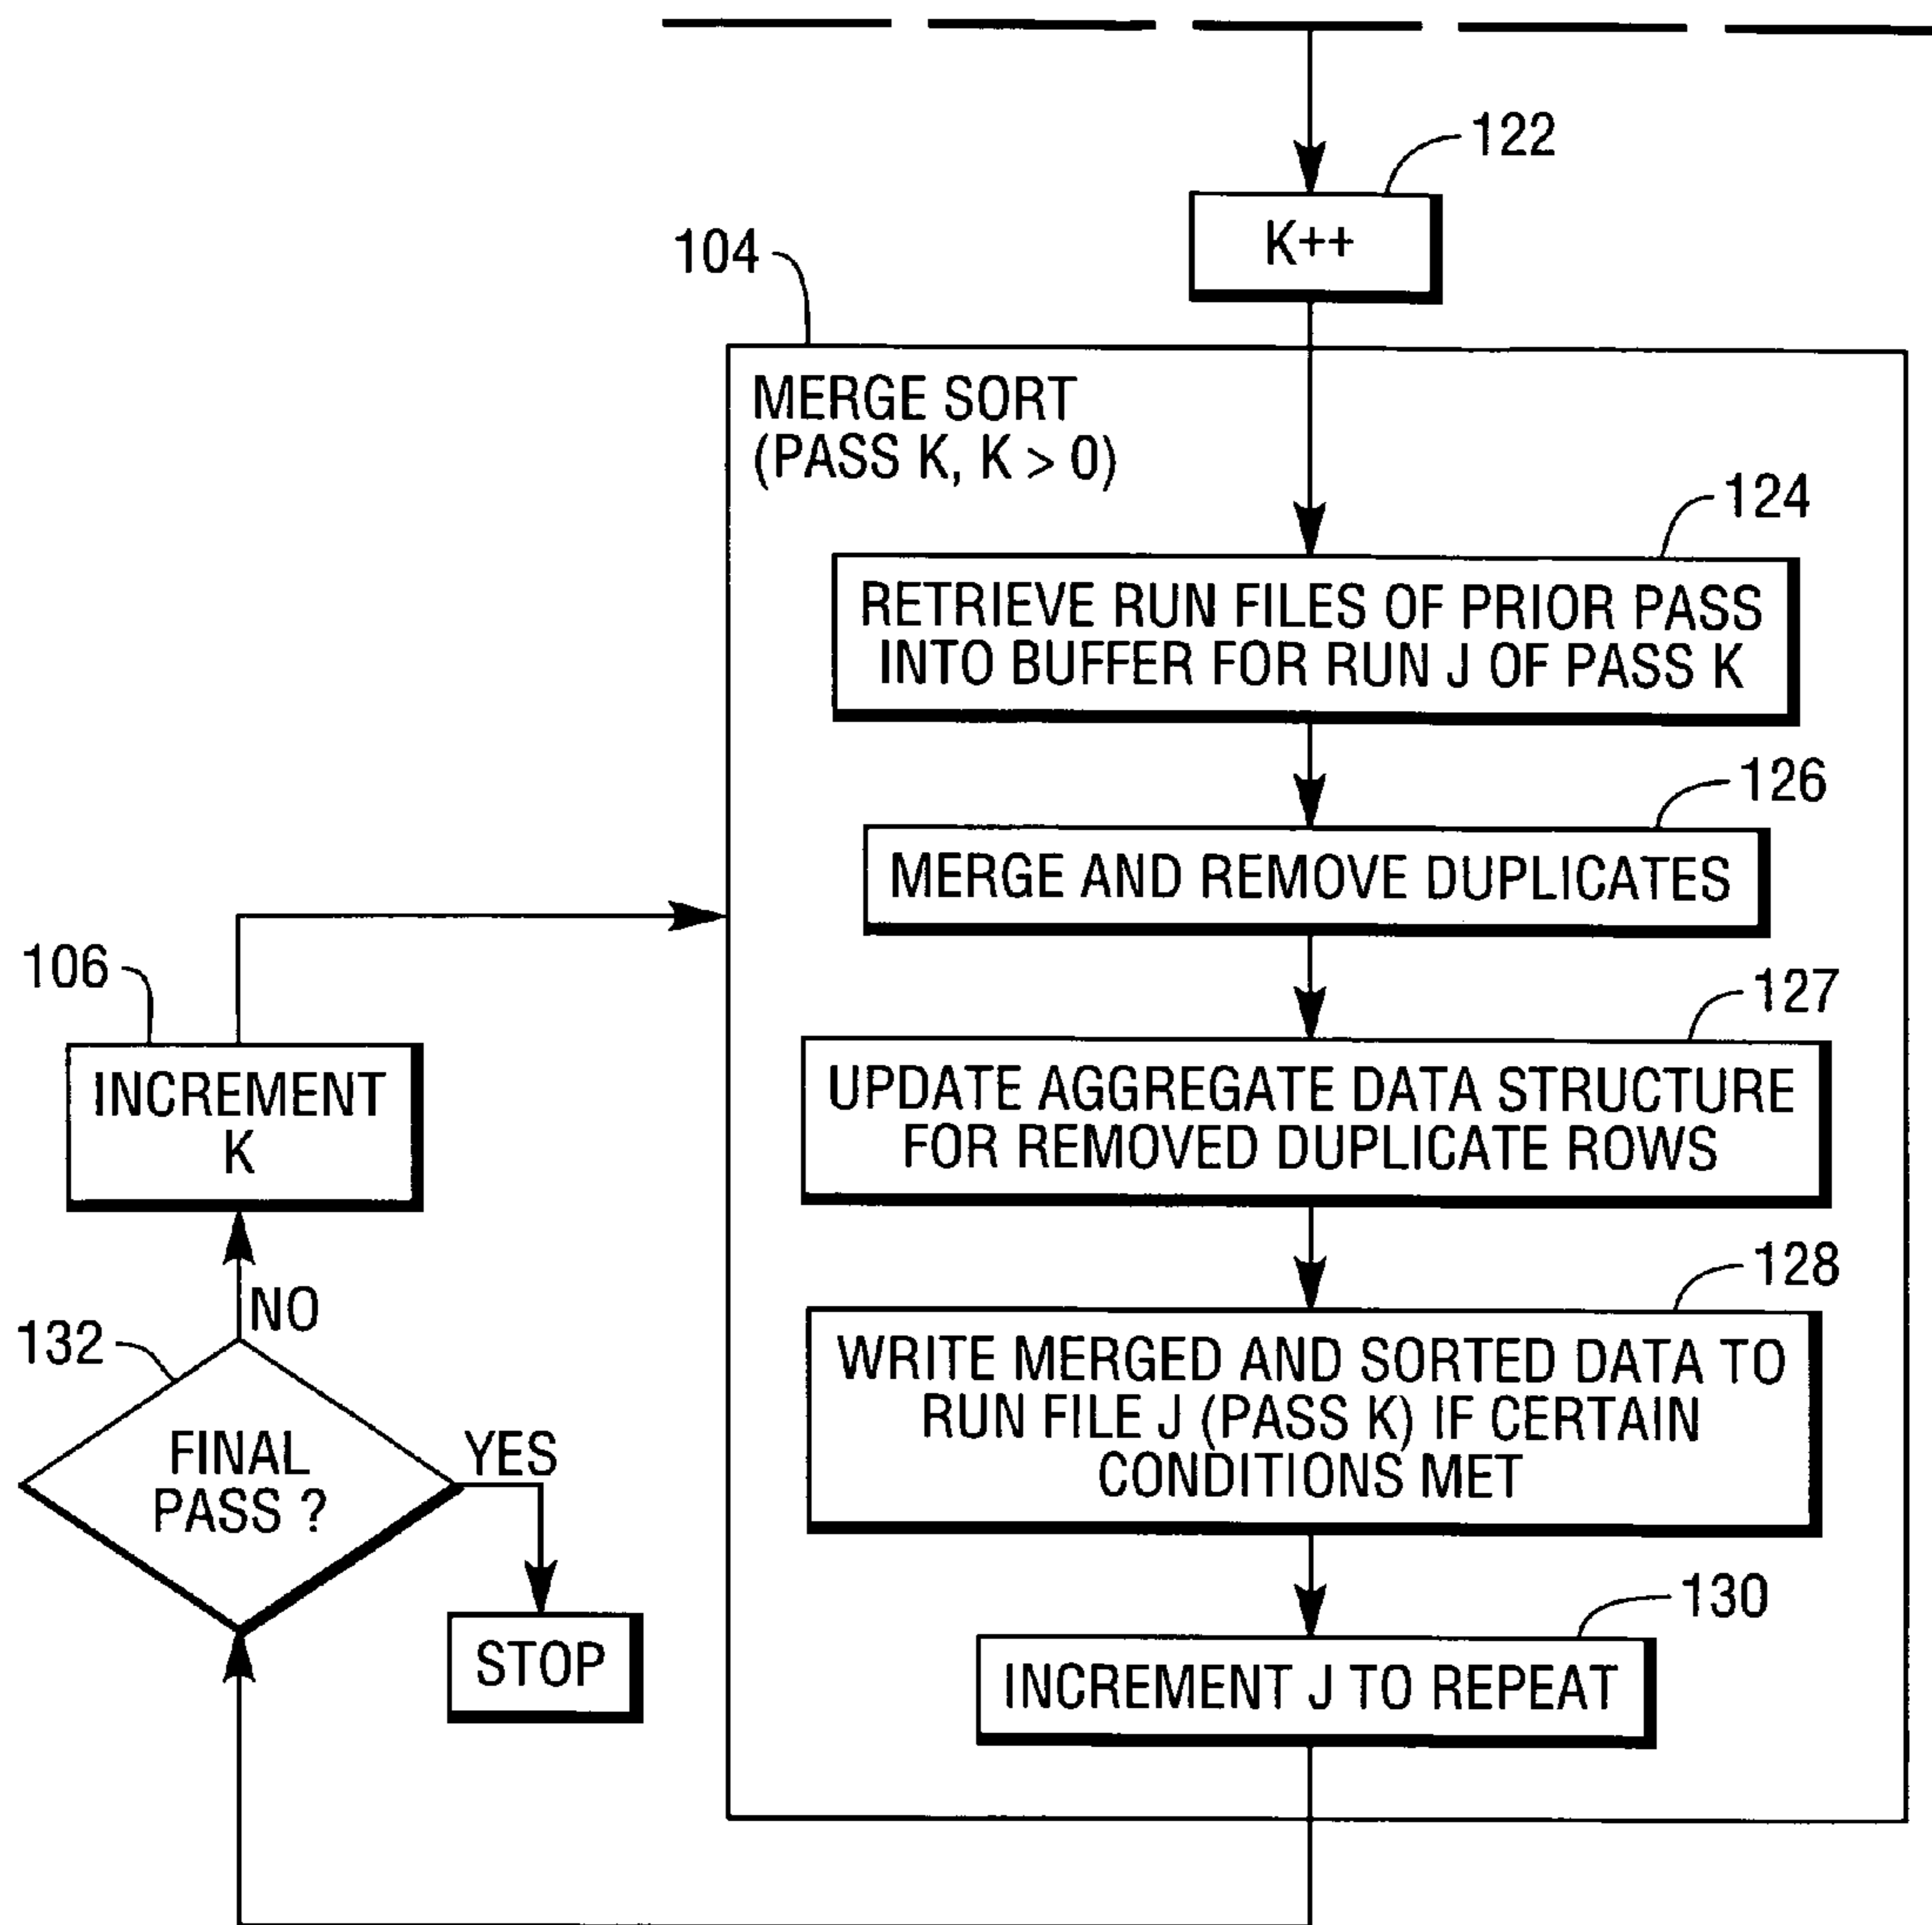 122
K++
104
MERGE SORT
(PASS K, K > 0)
124
RETRIEVE RUN FILES OF PRIOR PASS
INTO BUFFER FOR RUN J OF PASS K
126
MERGE AND REMOVE DUPLICATES
127
UPDATE AGGREGATE DATA STRUCTURE
FOR REMOVED DUPLICATE ROWS
128
WRITE MERGED AND SORTED DATA TO
RUN FILE J (PASS K) IF CERTAIN
CONDITIONS MET
130
INCREMENT J TO REPEAT
106
INCREMENT
K
NO
132
FINAL
PASS ?
YES
STOP